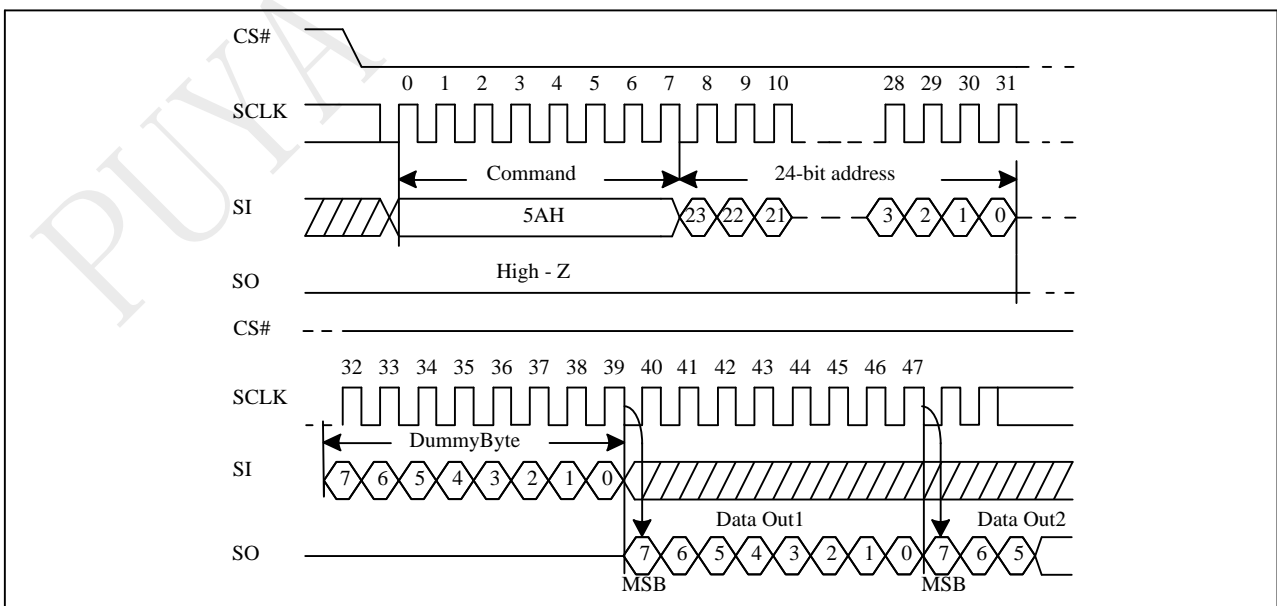 PUYA
CS#
0 1 2 3 4 5 6 7 8 9 10 28 29 30 31
SCLK
Command 24-bit address
SI 5AH 23 22 21 3 2 1 0
High - Z
SO
CS#
32 33 34 35 36 37 38 39 40 41 42 43 44 45 46 47
SCLK
DummyByte
SI 7 6 5 4 3 2 1 0
Data Out1 Data Out2
SO 7 6 5 4 3 2 1 0 7 6 5
MSB MSB